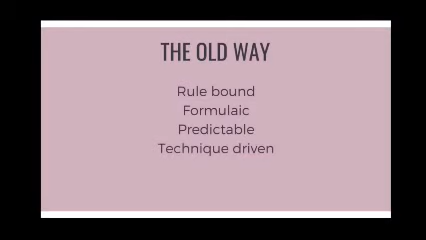 THE OLD WAY
Rule bound
Formulaic
Predictable
Technique driven